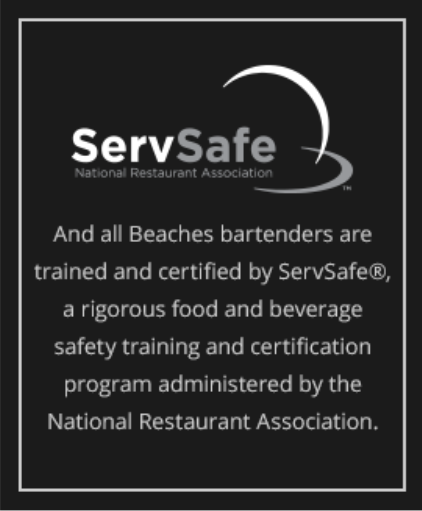 ServSafe
National Restaurant Association
TM
And all Beaches bartenders are
trained and certified by ServSafe®,
a rigorous food and beverage
safety training and certification
program administered by the
National Restaurant Association.